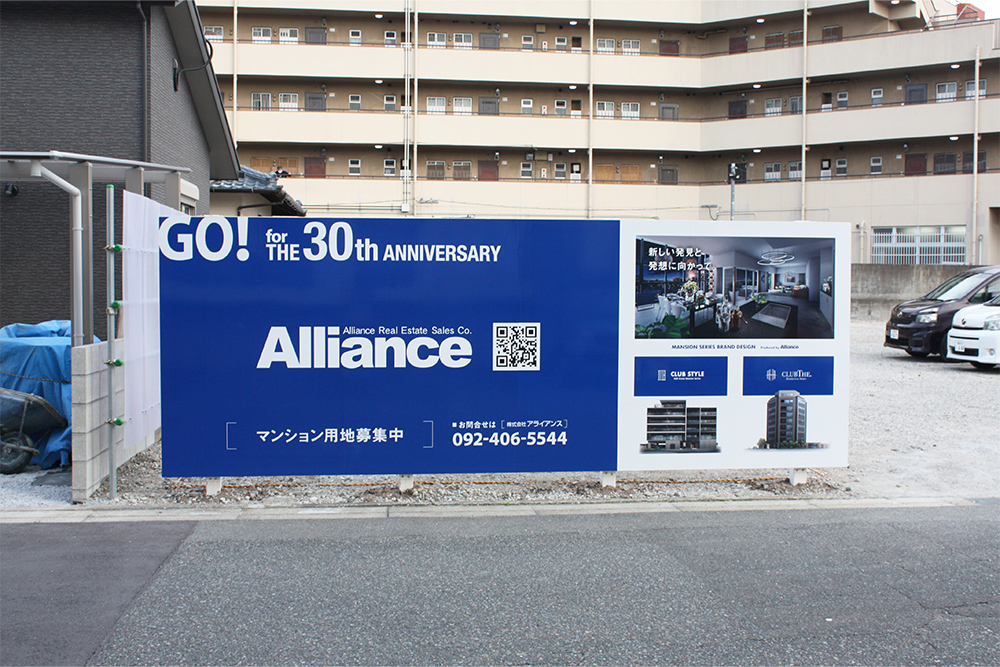 GO! for THE 30th ANNIVERSARY
Alliance Real Estate Sales Co.
Alliance
マンション用地募集中
■お問合せは [株式会社アライアンス]
092-406-5544
新しい発見と
発想に向かって
MANSION SERIES BRAND DESIGN Produced by Alliance
CLUB STYLE
CLUB THE.